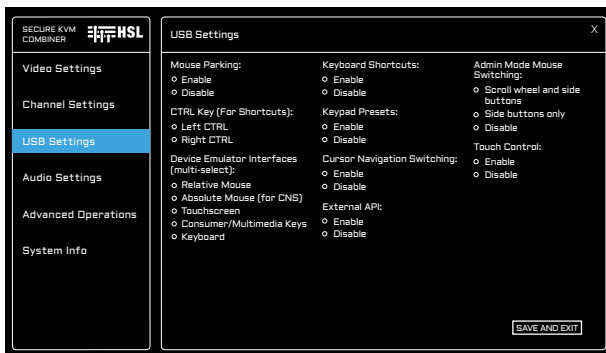 SECURE KVM
COMBINER
HSL
Video Settings
Channel Settings
USB Settings
Audio Settings
Advanced Operations
System Info
USB Settings
X
Mouse Parking:
Enable
Disable
CTRL Key (For Shortcuts):
Left CTRL
Right CTRL
Device Emulator Interfaces
(multi-select):
Relative Mouse
Absolute Mouse (for CNS)
Touchscreen
Consumer/Multimedia Keys
Keyboard
Keyboard Shortcuts:
Enable
Disable
Keypad Presets:
Enable
Disable
Cursor Navigation Switching:
Enable
Disable
External API:
Enable
Disable
Admin Mode Mouse
Switching:
Scroll wheel and side
buttons
Side buttons only
Disable
Touch Control:
Enable
Disable
SAVE AND EXIT